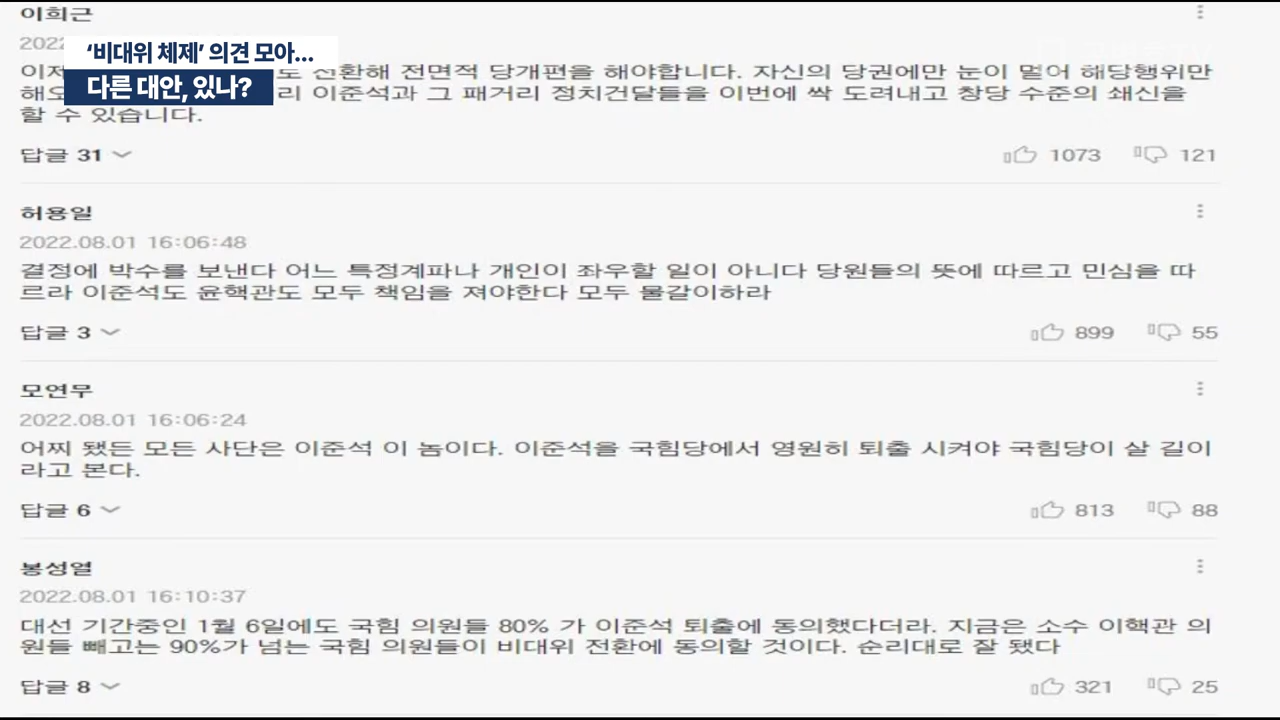 이희근
2022
'비대위 체제' 의견 모아...
다른 대안, 있나?
이제 로 전환해 전면적 당개편을 해야합니다. 자신의 당권에만 눈이 멀어 해당행위만
해오 리 이준석과 그 패거리 정치건달들을 이번에 싹 도려내고 창당 수준의 쇄신을
할 수 있습니다.
답글 31
1073 121
허용일
2022.08.01 16:06:48
결정에 박수를 보낸다 어느 특정계파나 개인이 좌우할 일이 아니다 당원들의 뜻에 따르고 민심을 따
르라 이준석도 윤핵관도 모두 책임을 져야한다 모두 물갈이하라
답글 3
899 55
모연무
2022.08.01 16:06:24
어찌 됐든 모든 사단은 이준석 이 놈이다. 이준석을 국힘당에서 영원히 퇴출 시켜야 국힘당이 살 길이
라고 본다.
답글 6
813 88
봉성열
2022.08.01 16:10:37
대선 기간중인 1월 6일에도 국힘 의원들 80% 가 이준석 퇴출에 동의했다더라. 지금은 소수 이핵관 의
원들 빼고는 90%가 넘는 국힘 의원들이 비대위 전환에 동의할 것이다. 순리대로 잘 됐다
답글 8
321 25